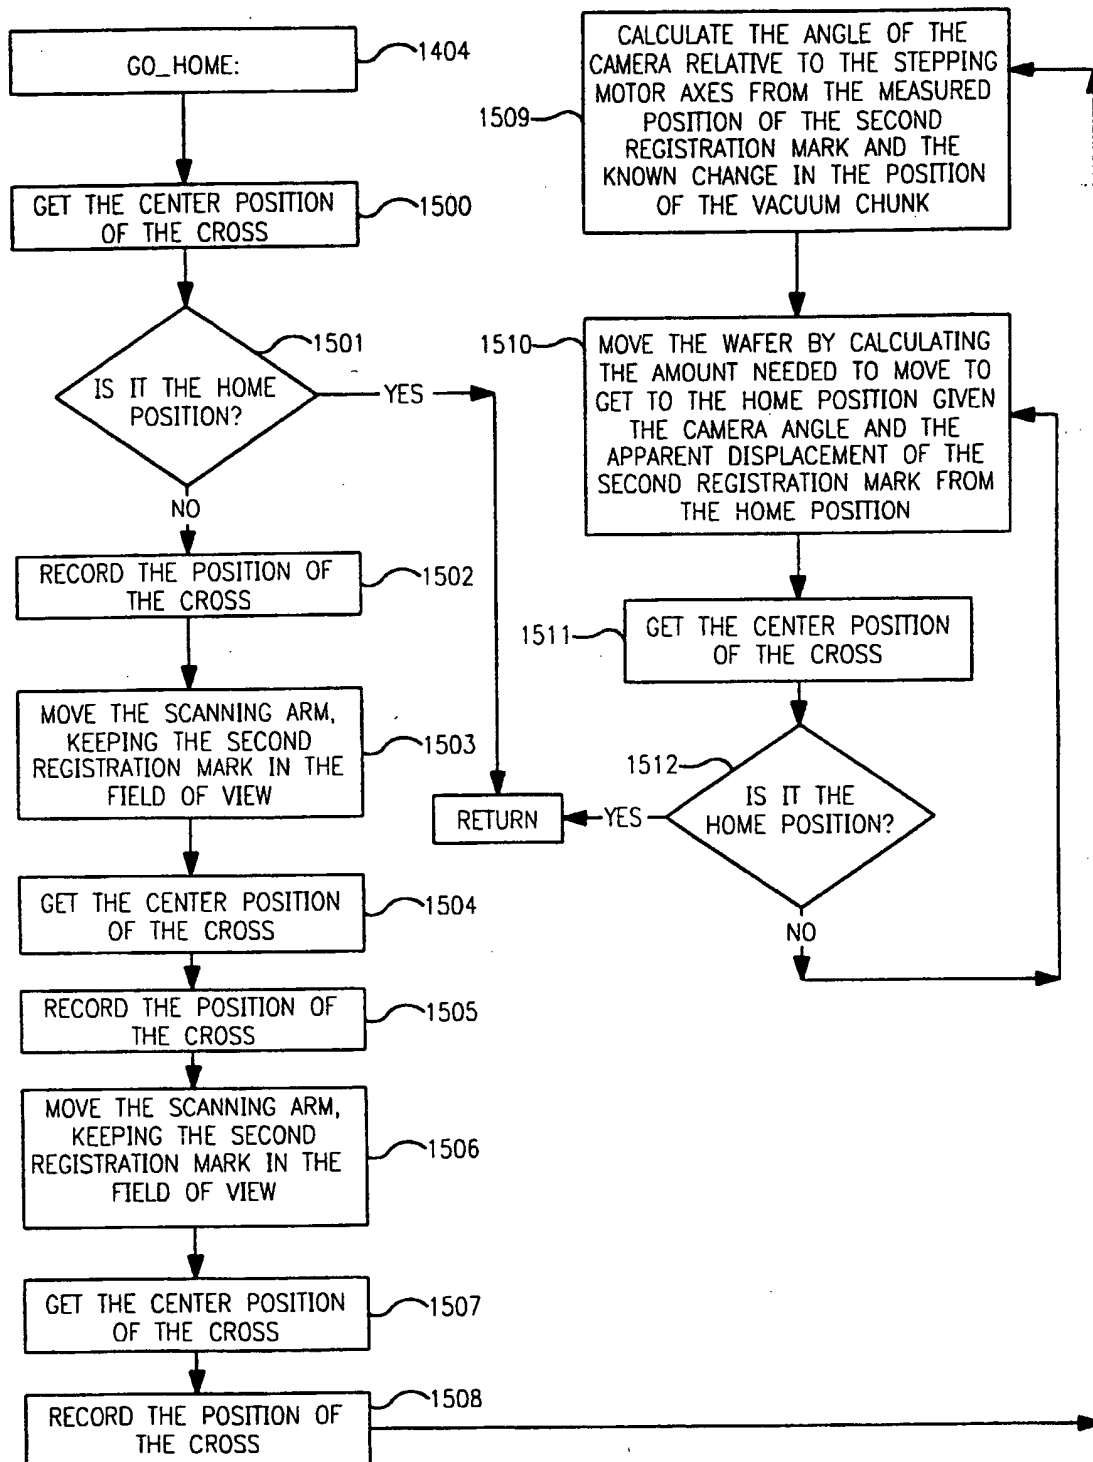 GO_HOME:
1404
GET THE CENTER POSITION
OF THE CROSS
1500
IS IT THE HOME
POSITION?
1501
YES
NO
RECORD THE POSITION OF
THE CROSS
1502
MOVE THE SCANNING ARM,
KEEPING THE SECOND
REGISTRATION MARK IN THE
FIELD OF VIEW
1503
GET THE CENTER POSITION
OF THE CROSS
1504
RECORD THE POSITION OF
THE CROSS
1505
MOVE THE SCANNING ARM,
KEEPING THE SECOND
REGISTRATION MARK IN THE
FIELD OF VIEW
1506
GET THE CENTER POSITION
OF THE CROSS
1507
RECORD THE POSITION OF
THE CROSS
1508
CALCULATE THE ANGLE OF THE
CAMERA RELATIVE TO THE STEPPING
MOTOR AXES FROM THE MEASURED
POSITION OF THE SECOND
REGISTRATION MARK AND THE
KNOWN CHANGE IN THE POSITION
OF THE VACUUM CHUNK
1509
MOVE THE WAFER BY CALCULATING
THE AMOUNT NEEDED TO MOVE TO
GET TO THE HOME POSITION GIVEN
THE CAMERA ANGLE AND THE
APPARENT DISPLACEMENT OF THE
SECOND REGISTRATION MARK FROM
THE HOME POSITION
1510
GET THE CENTER POSITION
OF THE CROSS
1511
IS IT THE
HOME POSITION?
1512
YES
RETURN
NO